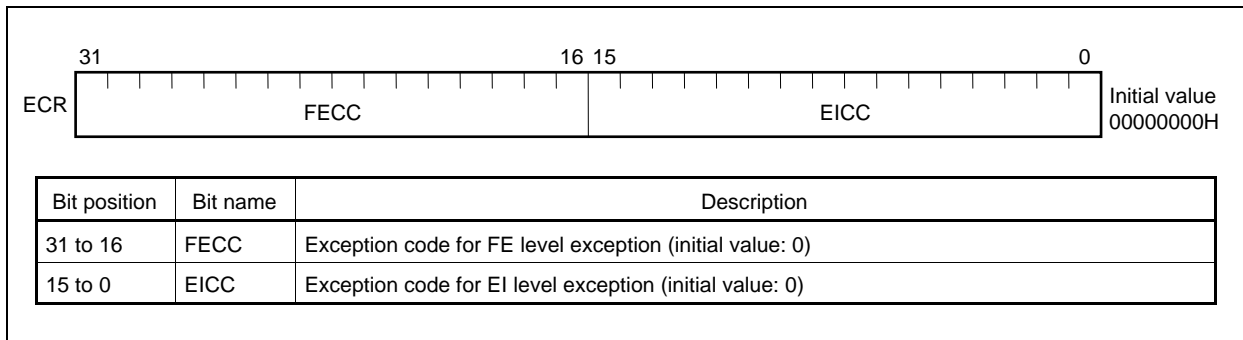 31 16 15 0
ECR FECC EICC Initial value
00000000H
Bit position Bit name Description
31 to 16 FECC Exception code for FE level exception (initial value: 0)
15 to 0 EICC Exception code for EI level exception (initial value: 0)